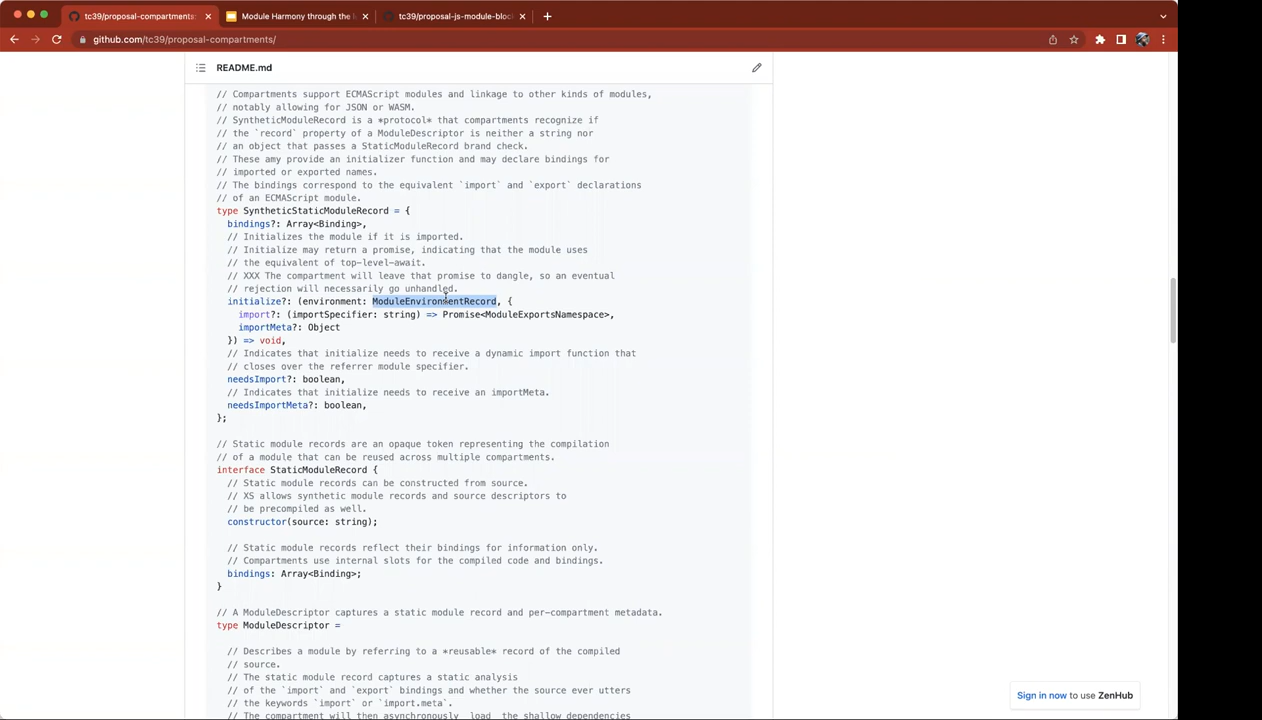 tc39/proposal-compartments:
Module Harmony through the l
tc39/proposal-js-module-bloc
github.com/tc39/proposal-compartments/
README.md
// Compartments support ECMAScript modules and linkage to other kinds of modules,
// notably allowing for JSON or WASM.
// SyntheticModuleRecord is a *protocol* that compartments recognize if
// the `record` property of a ModuleDescriptor is neither a string nor
// an object that passes a StaticModuleRecord brand check.
// These amy provide an initializer function and may declare bindings for
// imported or exported names.
// The bindings correspond to the equivalent `import` and `export` declarations
// of an ECMAScript module.
type SyntheticStaticModuleRecord = {
bindings?: Array<Binding>,
// Initializes the module if it is imported.
// Initialize may return a promise, indicating that the module uses
// the equivalent of top-level-await.
// XXX The compartment will leave that promise to dangle, so an eventual
// rejection will necessarily go unhandled.
initialize?: (environment: ModuleEnvironmentRecord, {
import?: (importSpecifier: string) => Promise<ModuleExportsNamespace>,
importMeta?: Object
}) => void,
// Indicates that initialize needs to receive a dynamic import function that
// closes over the referrer module specifier.
needsImport?: boolean,
// Indicates that initialize needs to receive an importMeta.
needsImportMeta?: boolean,
};
// Static module records are an opaque token representing the compilation
// of a module that can be reused across multiple compartments.
interface StaticModuleRecord {
// Static module records can be constructed from source.
// XS allows synthetic module records and source descriptors to
// be precompiled as well.
constructor(source: string);
// Static module records reflect their bindings for information only.
// Compartments use internal slots for the compiled code and bindings.
bindings: Array<Binding>;
}
// A ModuleDescriptor captures a static module record and per-compartment metadata.
type ModuleDescriptor =
// Describes a module by referring to a *reusable* record of the compiled
// source.
// The static module record captures a static analysis
// of the `import` and `export` bindings and whether the source ever utters
// the keywords `import` or `import.meta`.
// The compartment will then asynchronously _load_ the shallow dependencies
Sign in now to use ZenHub